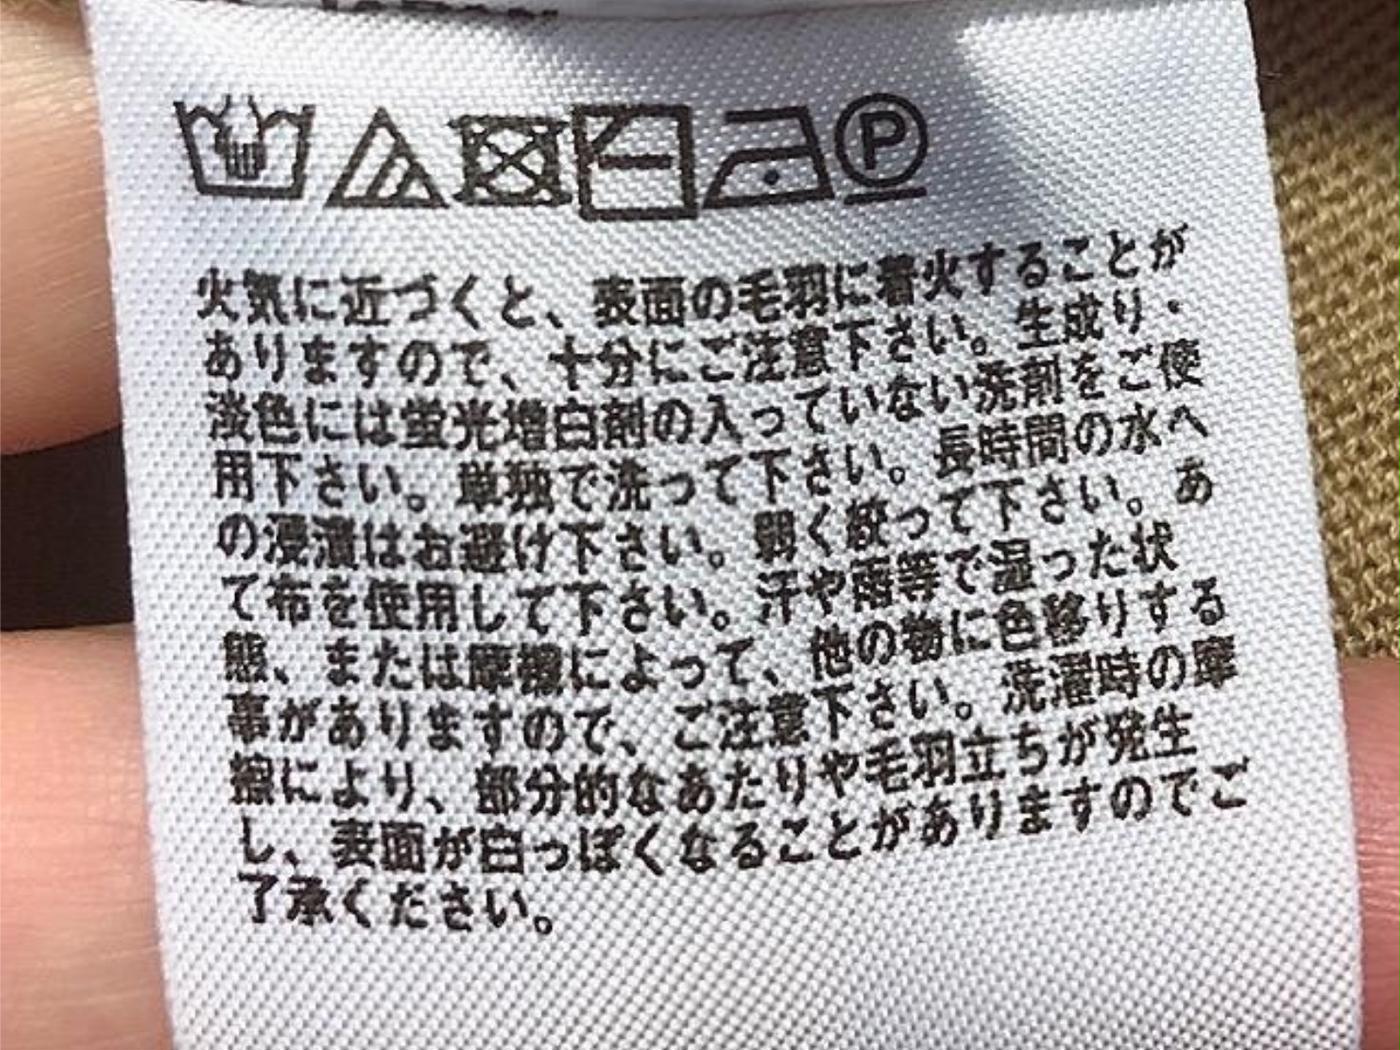 P
火気に近づくと、表面の毛羽に着火することが
ありますので、十分にご注意下さい。生成り・
淡色には蛍光増白剤の入っていない洗剤をご使
用下さい。単独で洗って下さい。長時間の水へ
の浸漬はお避け下さい。弱く絞って下さい。あ
て布を使用して下さい。汗や雨等で湿った状
態、または摩擦によって、他の物に色移りする
事がありますので、ご注意下さい。洗濯時の摩
擦により、部分的なあたりや毛羽立ちが発生
し、表面が白っぽくなることがありますのでご
了承ください。